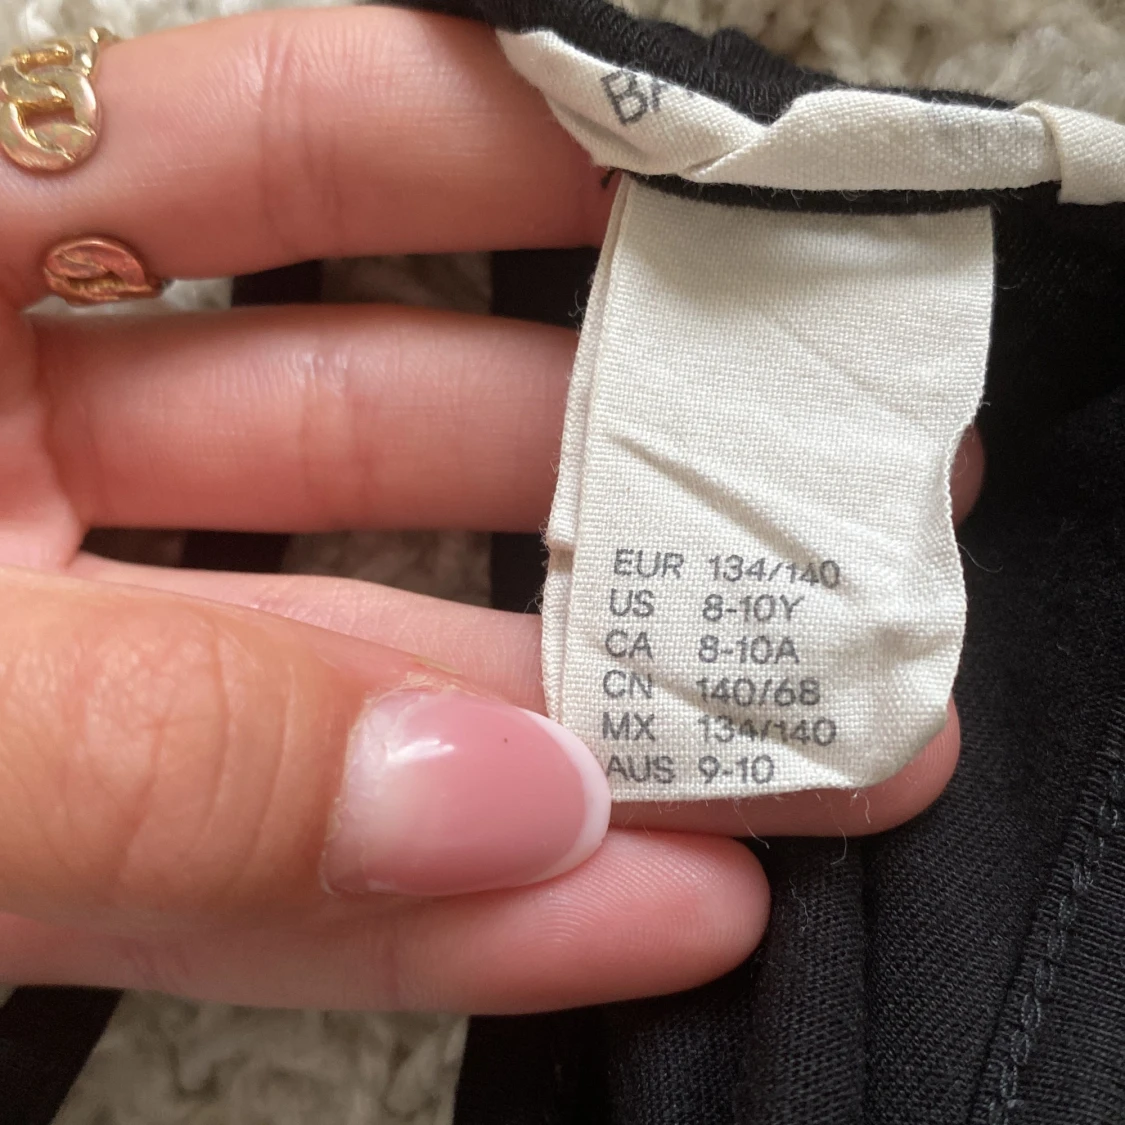 EUR 134/140
US 8-10Y
CA 8-10A
CN 140/68
MX 134/140
AUS 9-10